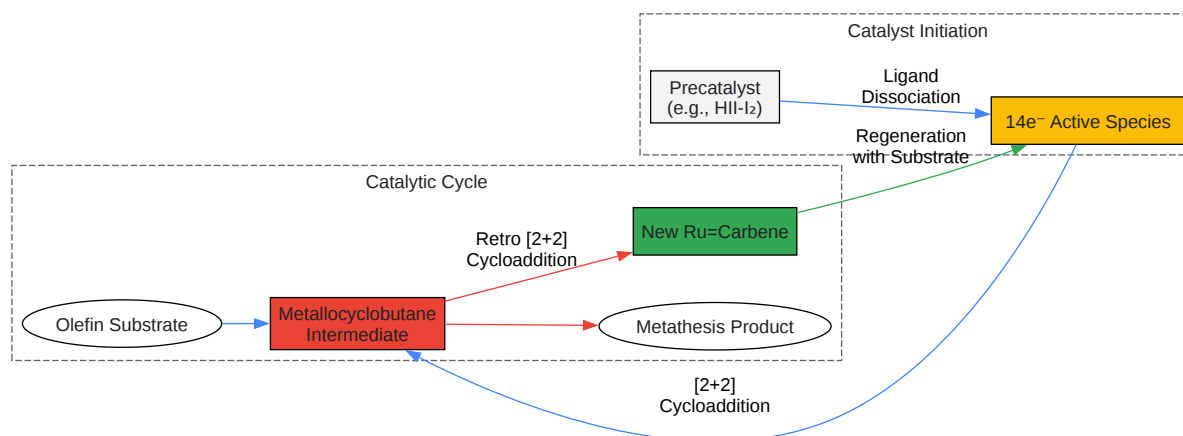 Catalyst Initiation
Precatalyst
(e.g., HII-I₂)
Ligand
Dissociation
14e⁻ Active Species
Regeneration
with Substrate
Catalytic Cycle
New Ru=Carbene
Retro [2+2]
Cycloaddition
Olefin Substrate
Metallocyclobutane
Intermediate
Metathesis Product
[2+2]
Cycloaddition